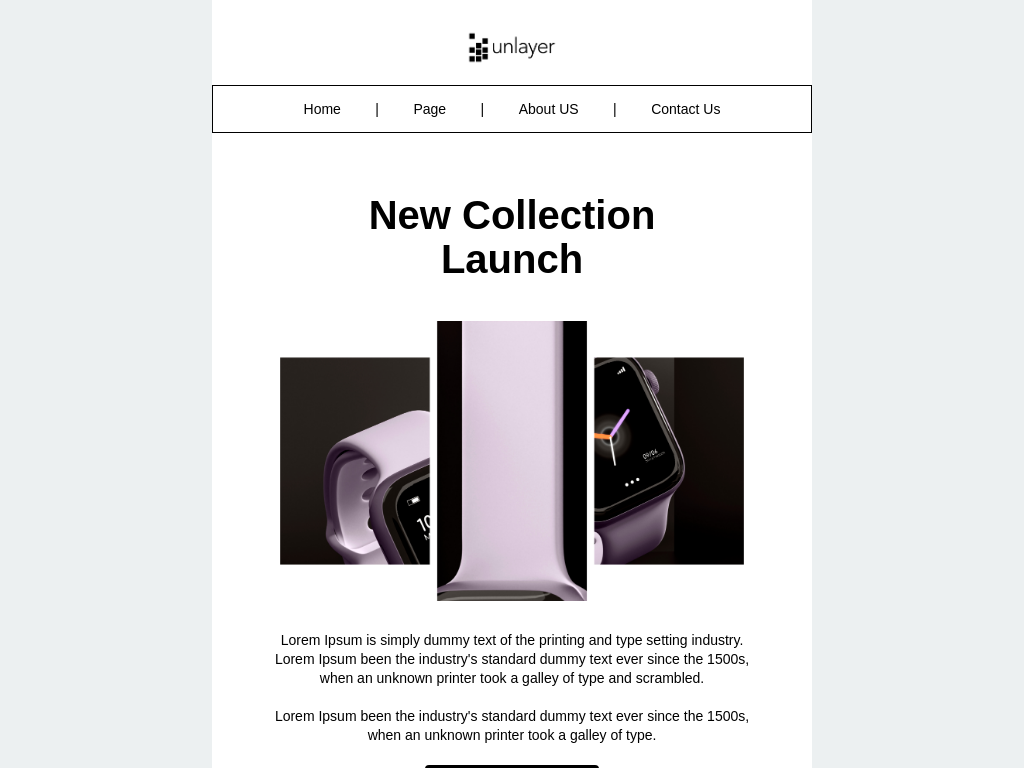 unlayer
Home | Page | About US | Contact Us
New Collection
Launch
Lorem Ipsum is simply dummy text of the printing and type setting industry.
Lorem Ipsum been the industry's standard dummy text ever since the 1500s,
when an unknown printer took a galley of type and scrambled.
Lorem Ipsum been the industry's standard dummy text ever since the 1500s,
when an unknown printer took a galley of type.